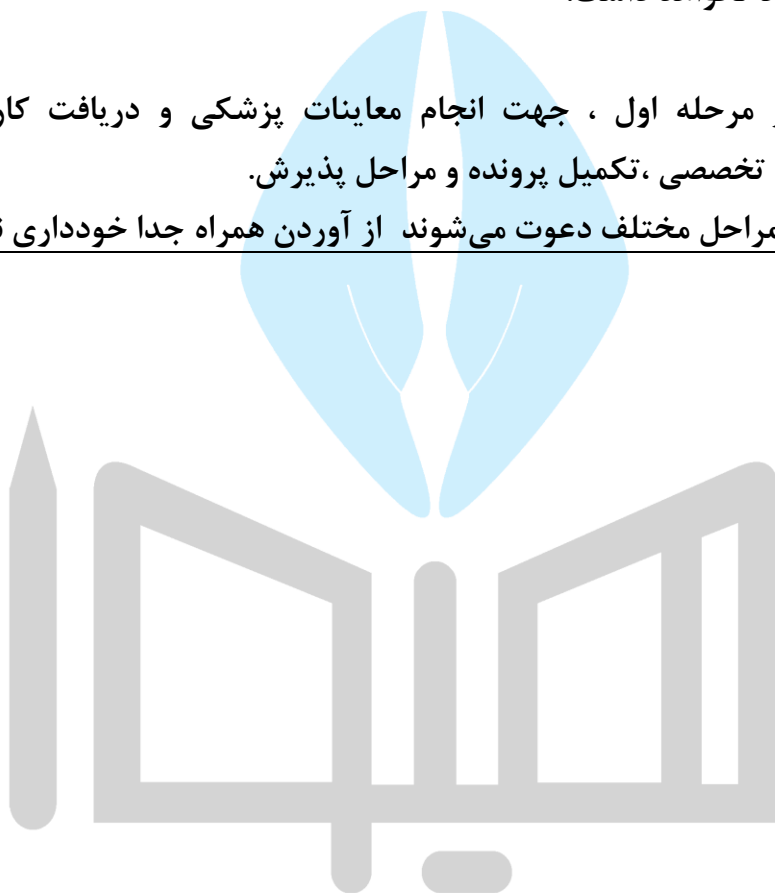 مرحله اول ، جهت انجام معاینات پزشکی و دریافت
تخصصی ،تکمیل پرونده و مراحل پذیرش.
مراحل مختلف دعوت می‌شوند از آوردن همراه جدا خودداری